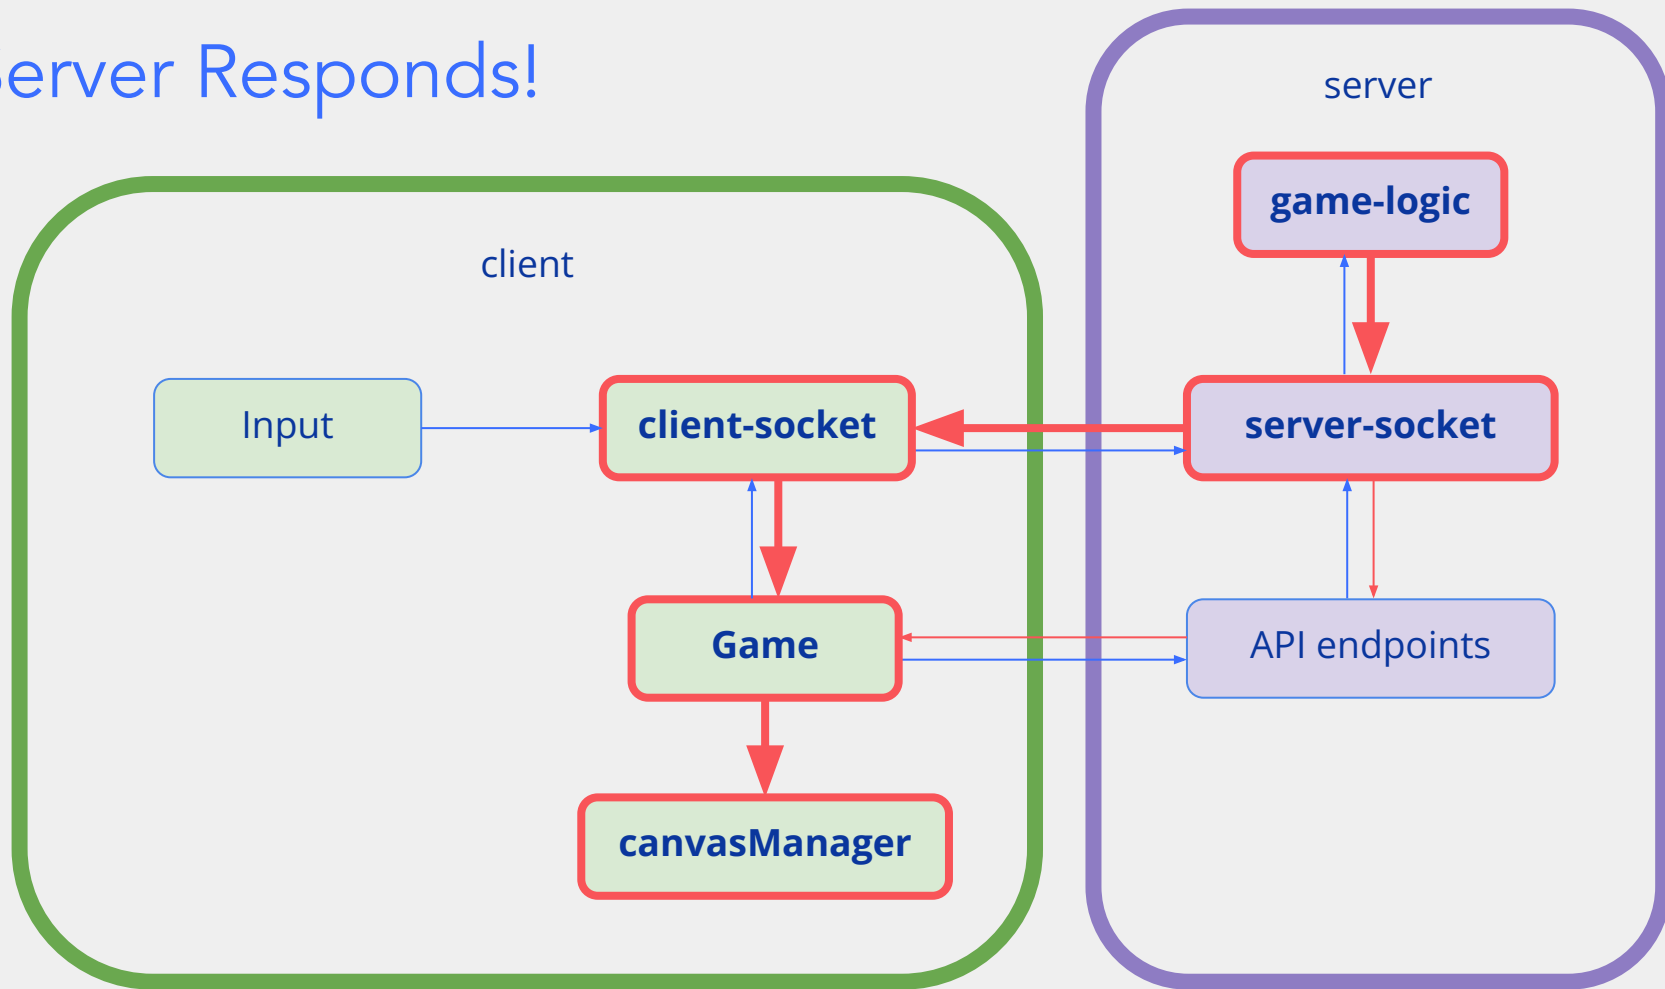 erver Responds!
server
game-logic
client
Input
client-socket
server-socket
Game
API endpoints
canvasManager